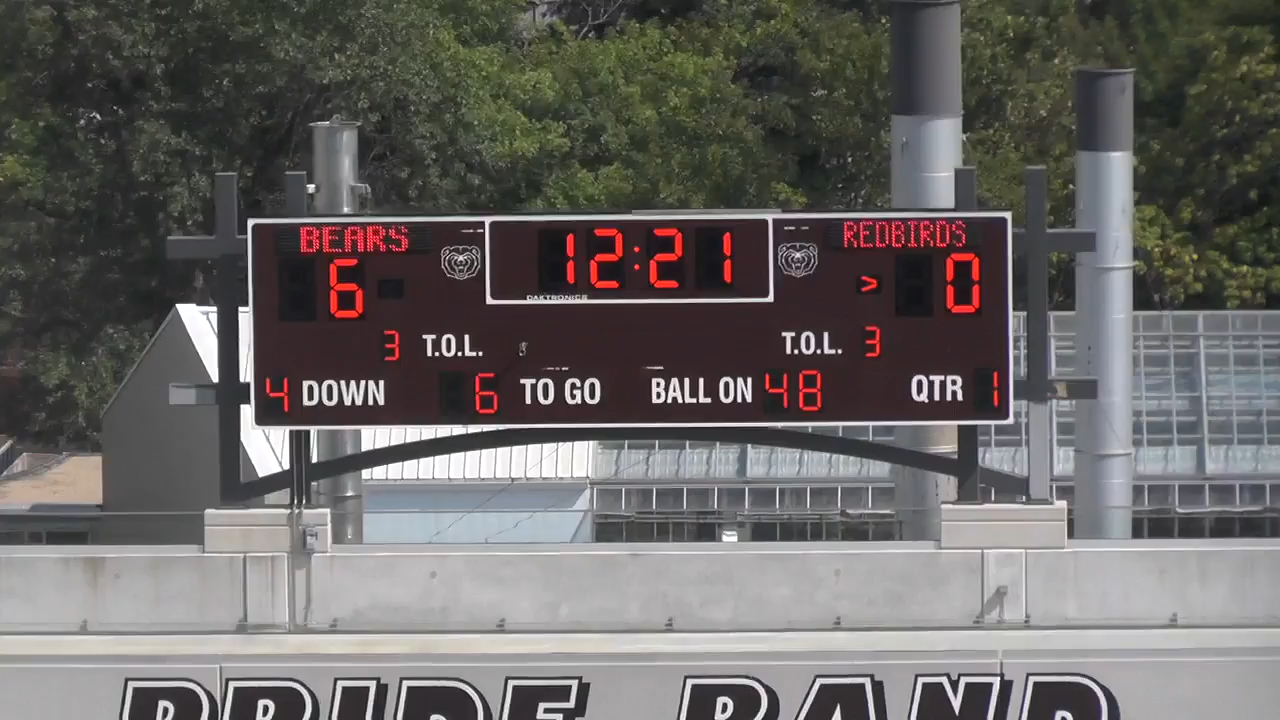 BEARS 12:21 REDBIRDS
6 > 0
DAKTRONICS
3 T.O.L. T.O.L. 3
4 DOWN 6 TO GO BALL ON 48 QTR 1
PRIDE BAND